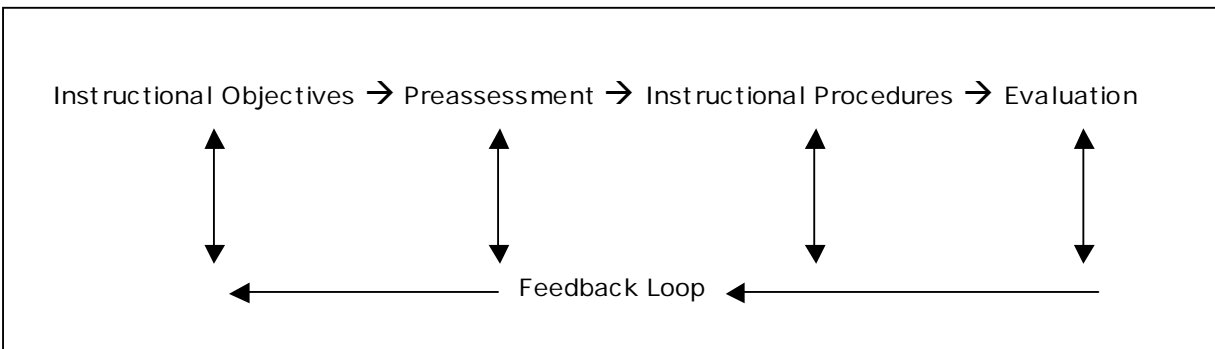 Instructional Objectives → Preassessment → Instructional Procedures → Evaluation
Feedback Loop